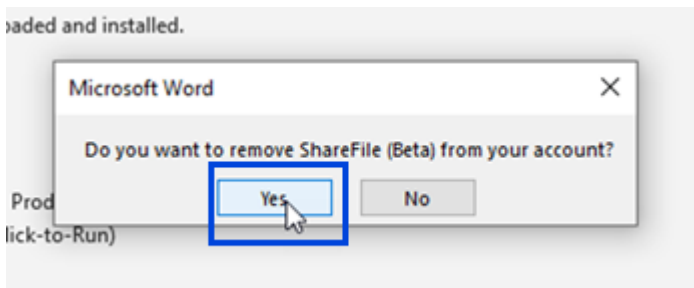 oaded and installed.
Microsoft Word
Do you want to remove ShareFile (Beta) from your account?
Yes
No
Prod
lick-to-Run)